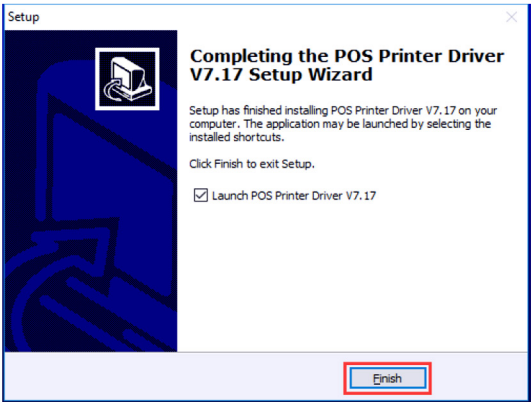 Setup
Completing the POS Printer Driver
V7.17 Setup Wizard
Setup has finished installing POS Printer Driver V7.17 on your
computer. The application may be launched by selecting the
installed shortcuts.
Click Finish to exit Setup.
Launch POS Printer Driver V7.17
Finish